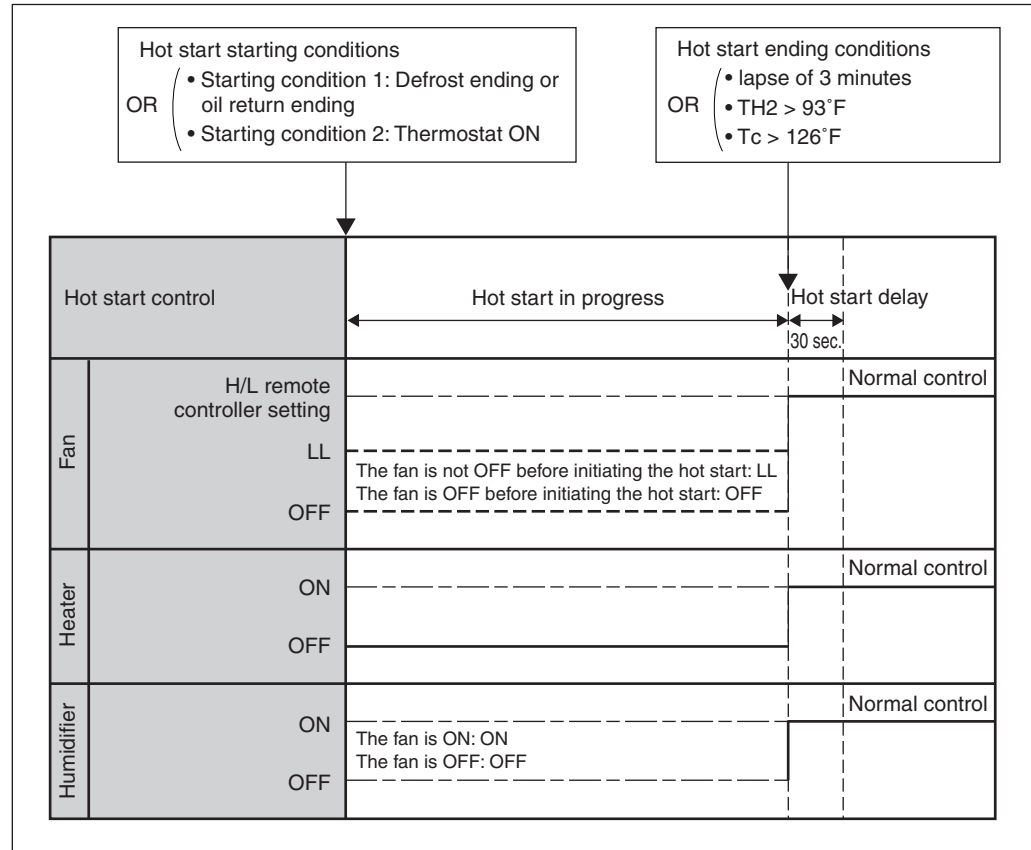 Hot start starting conditions
OR
• Starting condition 1: Defrost ending or
oil return ending
• Starting condition 2: Thermostat ON
Hot start ending conditions
OR
• lapse of 3 minutes
• TH2 > 93˚F
• Tc > 126˚F
Hot start control
Hot start in progress
Hot start delay
30 sec.
Fan
H/L remote
controller setting
LL
OFF
The fan is not OFF before initiating the hot start: LL
The fan is OFF before initiating the hot start: OFF
Normal control
Heater
ON
OFF
Normal control
Humidifier
ON
OFF
The fan is ON: ON
The fan is OFF: OFF
Normal control